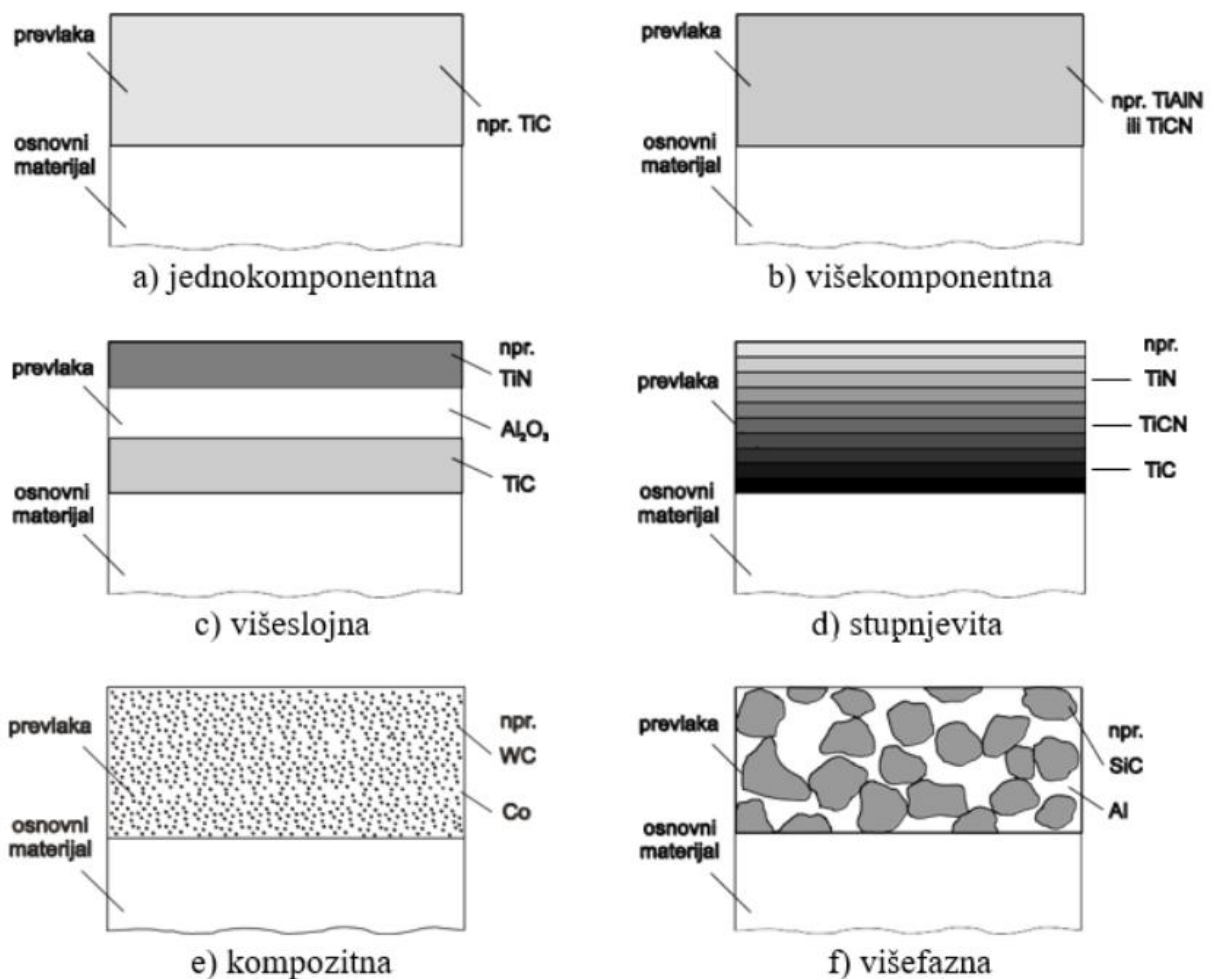 prevlaka
npr. TiC
osnovni
materijal
a) jednokomponentna
prevlaka
npr. TiAlN
ili TiCN
osnovni
materijal
b) višekomponentna
npr.
TiN
prevlaka
Al₂O₃
TiC
osnovni
materijal
c) višeslojna
npr.
TiN
prevlaka
TiCN
TiC
osnovni
materijal
d) stupnjevita
prevlaka
npr.
WC
Co
osnovni
materijal
e) kompozitna
prevlaka
npr.
SiC
Al
osnovni
materijal
f) višefazna